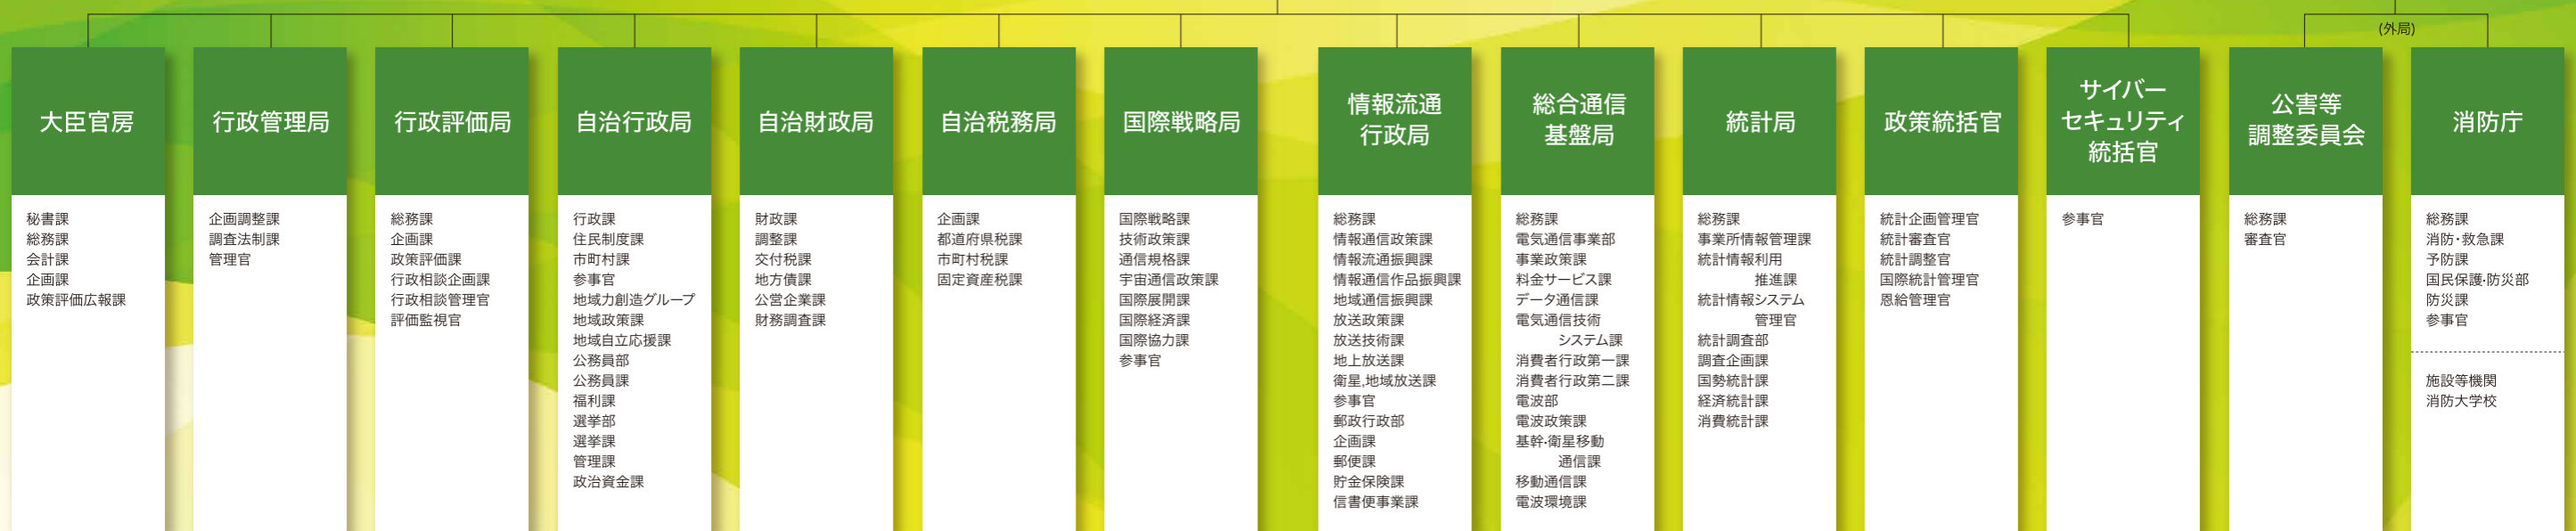 (外局)
大臣官房
秘書課
総務課
会計課
企画課
政策評価広報課
行政管理局
企画調整課
調査法制課
管理官
行政評価局
総務課
企画課
政策評価課
行政相談企画課
行政相談管理官
評価監視官
自治行政局
行政課
住民制度課
市町村課
参事官
地域力創造グループ
地域政策課
地域自立応援課
公務員部
公務員課
福利課
選挙部
選挙課
管理課
政治資金課
自治財政局
財政課
調整課
交付税課
地方債課
公営企業課
財務調査課
自治税務局
企画課
都道府県税課
市町村税課
固定資産税課
国際戦略局
国際戦略課
技術政策課
通信規格課
宇宙通信政策課
国際展開課
国際経済課
国際協力課
参事官
情報流通
行政局
総務課
情報通信政策課
情報流通振興課
情報通信作品振興課
地域通信振興課
放送政策課
放送技術課
地上放送課
衛星,地域放送課
参事官
郵政行政部
企画課
郵便課
貯金保険課
信書便事業課
総合通信
基盤局
総務課
電気通信事業部
事業政策課
料金サービス課
データ通信課
電気通信技術
システム課
消費者行政第一課
消費者行政第二課
電波部
電波政策課
基幹・衛星移動
通信課
移動通信課
電波環境課
統計局
総務課
事業所情報管理課
統計情報利用
推進課
統計情報システム
管理官
統計調査部
調査企画課
国勢統計課
経済統計課
消費統計課
政策統括官
統計企画管理官
統計審査官
統計調整官
国際統計管理官
恩給管理官
サイバー
セキュリティ
統括官
参事官
公害等
調整委員会
総務課
審査官
消防庁
総務課
消防・救急課
予防課
国民保護・防災部
防災課
参事官
施設等機関
消防大学校